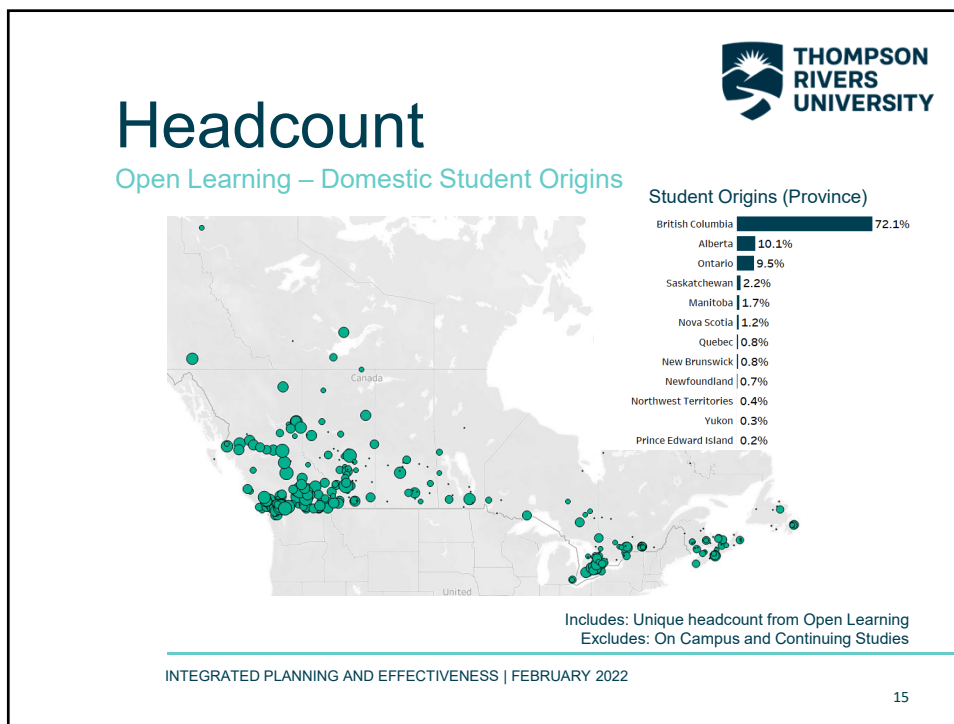 THOMPSON
RIVERS
UNIVERSITY
Headcount
Open Learning – Domestic Student Origins
Student Origins (Province)
British Columbia 72.1%
Alberta 10.1%
Ontario 9.5%
Saskatchewan 2.2%
Manitoba 1.7%
Nova Scotia 1.2%
Quebec 0.8%
New Brunswick 0.8%
Newfoundland 0.7%
Northwest Territories 0.4%
Yukon 0.3%
Prince Edward Island 0.2%
Canada
United
Includes: Unique headcount from Open Learning
Excludes: On Campus and Continuing Studies
INTEGRATED PLANNING AND EFFECTIVENESS | FEBRUARY 2022
15